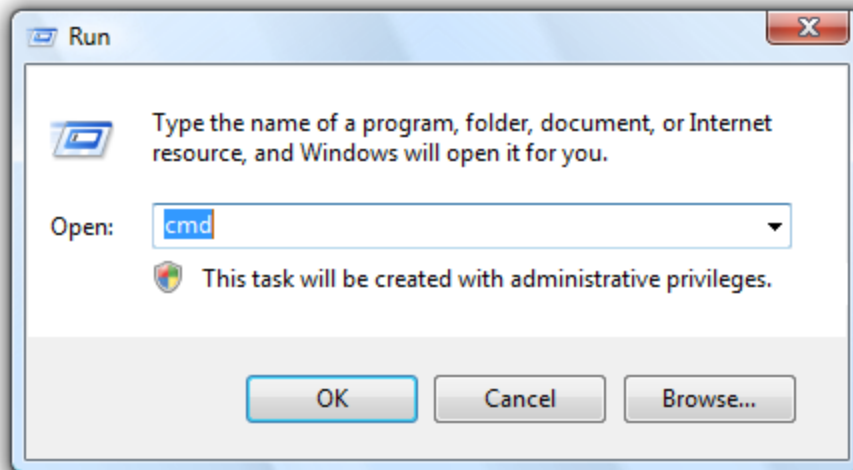 Run
Type the name of a program, folder, document, or Internet
resource, and Windows will open it for you.
Open: cmd
This task will be created with administrative privileges.
OK Cancel Browse...